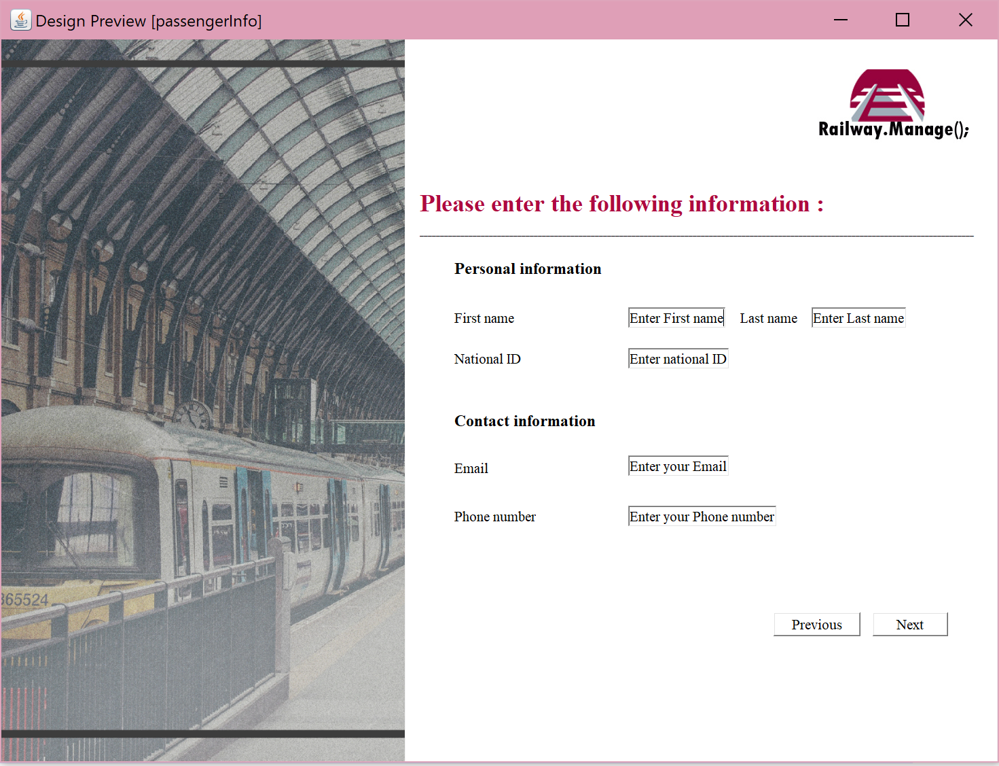 Design Preview [passengerInfo]
Railway.Manage();
Please enter the following information :
Personal information
First name Enter First name Last name Enter Last name
National ID Enter national ID
Contact information
Email Enter your Email
Phone number Enter your Phone number
365524
Previous Next